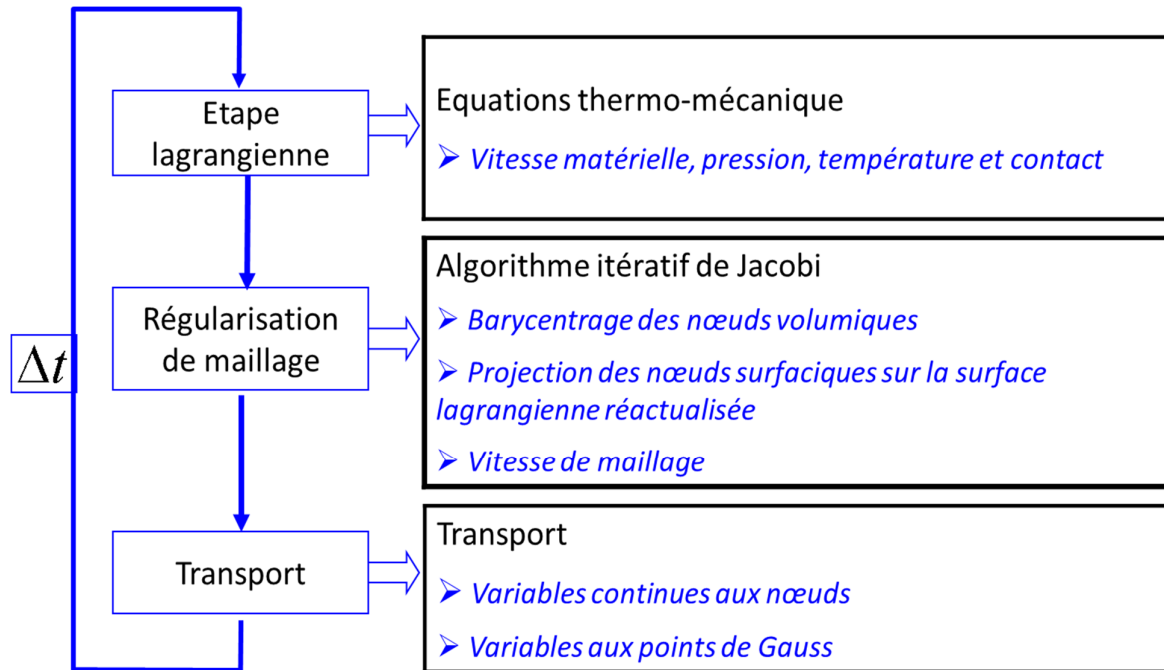 Etape
lagrangienne
Equations thermo-mécanique
➢ Vitesse matérielle, pression, température et contact
Régularisation
de maillage
Algorithme itératif de Jacobi
➢ Barycentrage des nœuds volumiques
➢ Projection des nœuds surfaciques sur la surface
lagrangienne réactualisée
➢ Vitesse de maillage
Δt
Transport
Transport
➢ Variables continues aux nœuds
➢ Variables aux points de Gauss